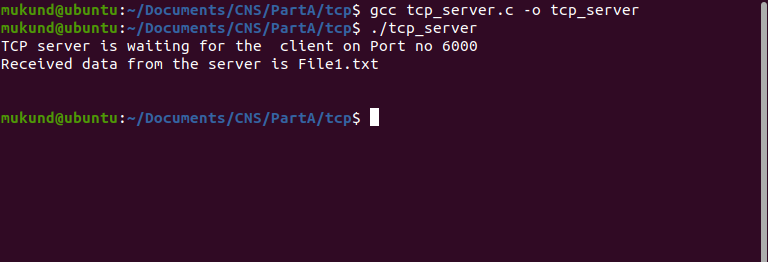 mukund@ubuntu:~/Documents/CNS/PartA/tcp$ gcc tcp_server.c -o tcp_server
mukund@ubuntu:~/Documents/CNS/PartA/tcp$ ./tcp_server
TCP server is waiting for the  client on Port no 6000
Received data from the server is File1.txt
mukund@ubuntu:~/Documents/CNS/PartA/tcp$